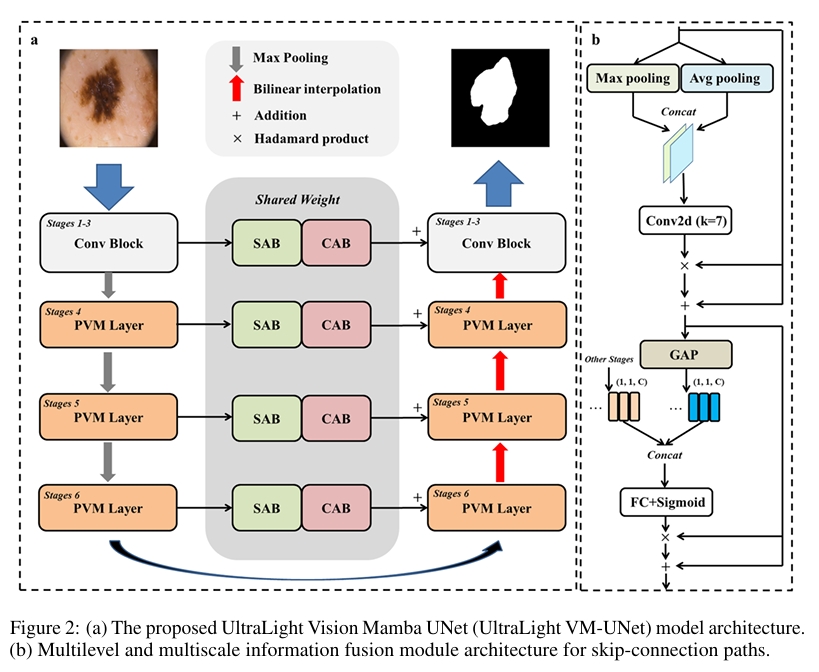 a
Max Pooling
Bilinear interpolation
+ Addition
× Hadamard product
Shared Weight
Stages 1-3
Conv Block
SAB
CAB
+
Stages 1-3
Conv Block
Stages 4
PVM Layer
SAB
CAB
+
Stages 4
PVM Layer
Stages 5
PVM Layer
SAB
CAB
+
Stages 5
PVM Layer
Stages 6
PVM Layer
SAB
CAB
+
Stages 6
PVM Layer
b
Max pooling
Avg pooling
Concat
Conv2d (k=7)
×
+
GAP
Other Stages
(1, 1, C)
(1, 1, C)
...
...
Concat
FC+Sigmoid
×
+
Figure 2: (a) The proposed UltraLight Vision Mamba UNet (UltraLight VM-UNet) model architecture.
(b) Multilevel and multiscale information fusion module architecture for skip-connection paths.